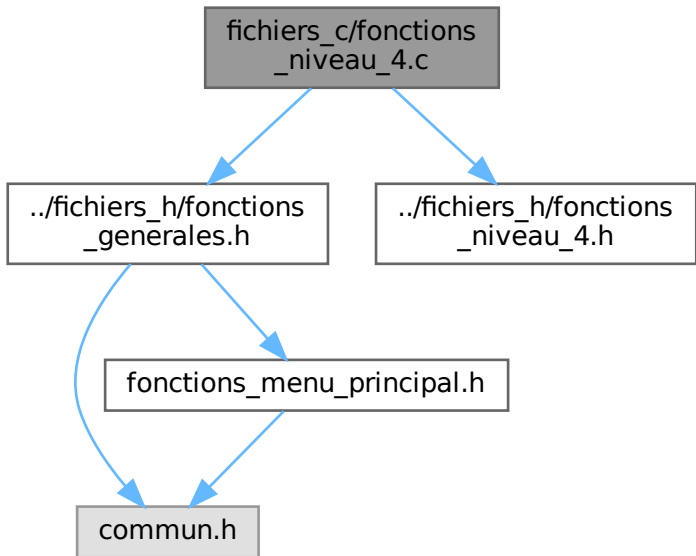 fichiers_c/fonctions
_niveau_4.c
../fichiers_h/fonctions
_generales.h
../fichiers_h/fonctions
_niveau_4.h
fonctions_menu_principal.h
commun.h